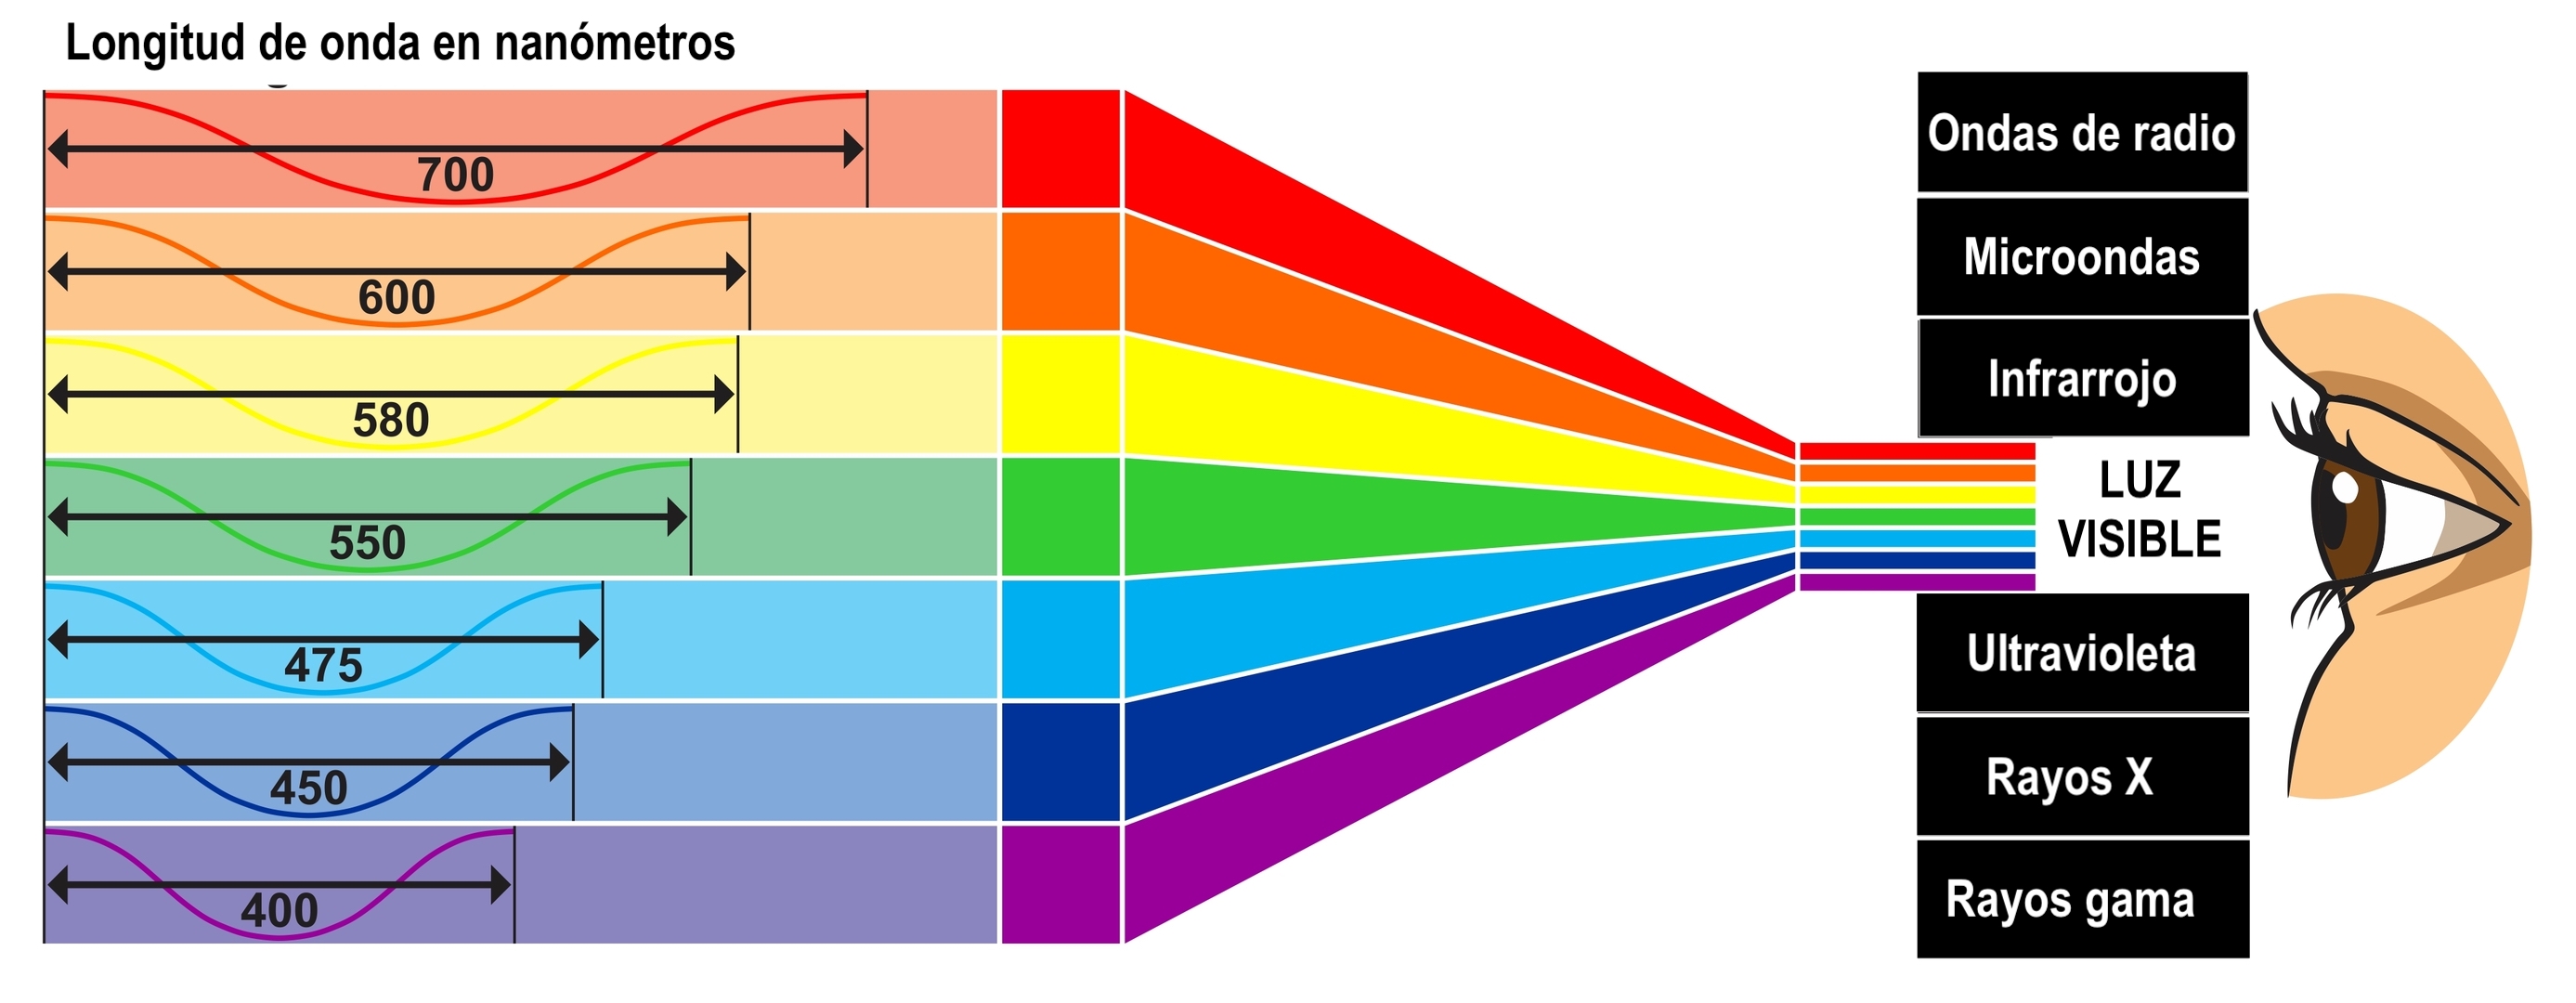 Longitud de onda en nanómetros
700
600
580
550
475
450
400
Ondas de radio
Microondas
Infrarrojo
LUZ
VISIBLE
Ultravioleta
Rayos X
Rayos gama